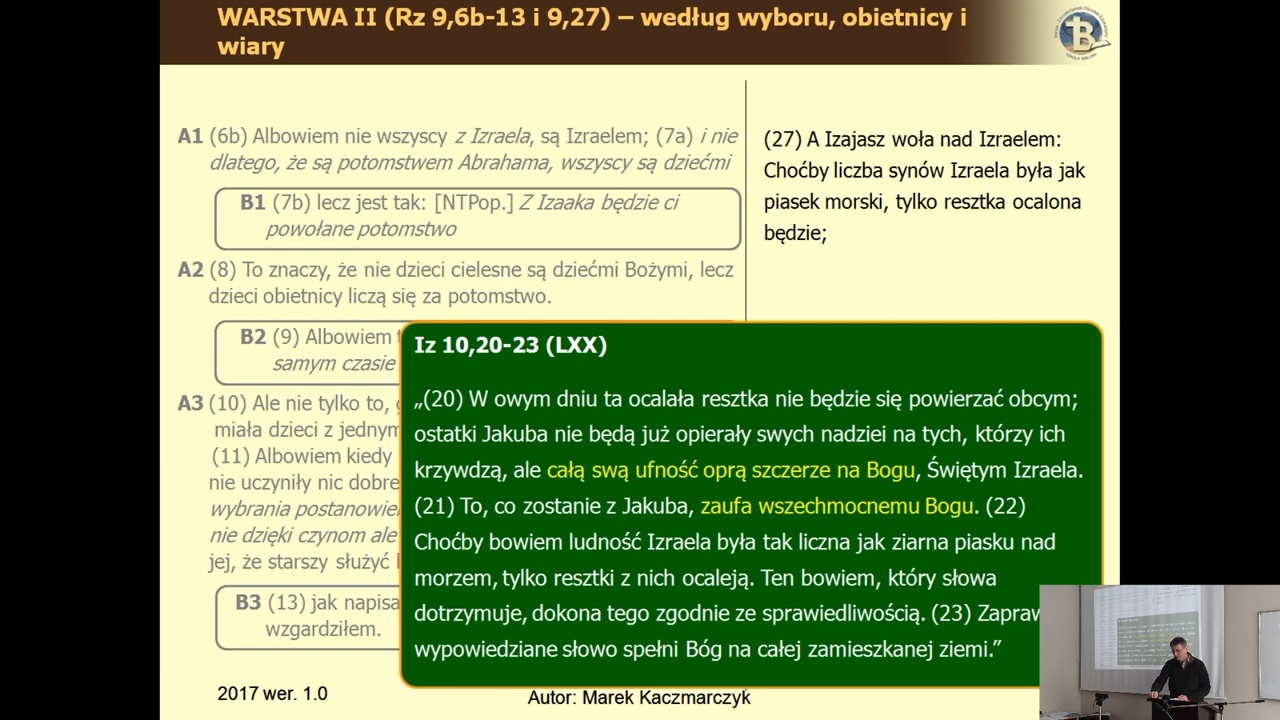 WARSTWA II (Rz 9,6b-13 i 9,27) – według wyboru, obietnicy i
wiary
A1 (6b) Albowiem nie wszyscy z Izraela, są Izraelem; (7a) i nie
dlatego, że są potomstwem Abrahama, wszyscy są dziećmi
B1 (7b) lecz jest tak: [NTPop.] Z Izaaka będzie ci
powołane potomstwo
A2 (8) To znaczy, że nie dzieci cielesne są dziećmi Bożymi, lecz
dzieci obietnicy liczą się za potomstwo.
B2 (9) Albowiem
samym czasie
A3 (10) Ale nie tylko to,
miała dzieci z jednym
(11) Albowiem kiedy
nie uczyniły nic dobre
wybrania postanowie
nie dzięki czynom ale
jej, że starszy służyć
B3 (13) jak napisa
wzgardziłem.
(27) A Izajasz woła nad Izraelem:
Choćby liczba synów Izraela była jak
piasek morski, tylko resztka ocalona
będzie;
Iz 10,20-23 (LXX)
„(20) W owym dniu ta ocalała resztka nie będzie się powierzać obcym;
ostatki Jakuba nie będą już opierały swych nadziei na tych, którzy ich
krzywdzą, ale całą swą ufność oprą szczerze na Bogu, Świętym Izraela.
(21) To, co zostanie z Jakuba, zaufa wszechmocnemu Bogu. (22)
Choćby bowiem ludność Izraela była tak liczna jak ziarna piasku nad
morzem, tylko resztki z nich ocaleją. Ten bowiem, który słowa
dotrzymuje, dokona tego zgodnie ze sprawiedliwością. (23) Zapraw
wypowiedziane słowo spełni Bóg na całej zamieszkanej ziemi.”
2017 wer. 1.0
Autor: Marek Kaczmarczyk